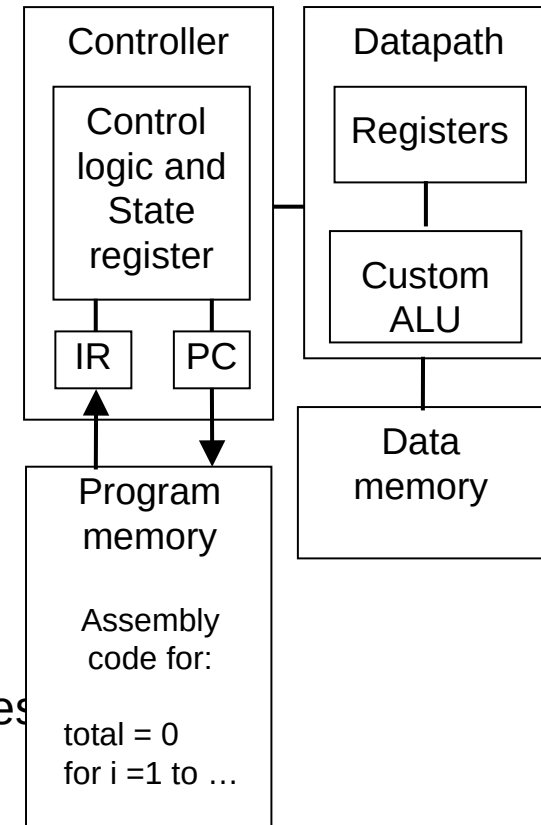 Controller
Control
logic and
State
register
IR
PC
Datapath
Registers
Custom
ALU
Data
memory
Program
memory
Assembly
code for:
total = 0
for i =1 to …